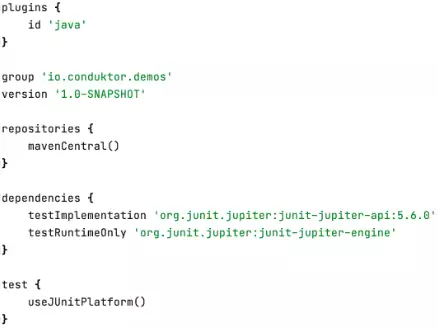 plugins {
    id 'java'
}
group 'io.conduktor.demos'
version '1.0-SNAPSHOT'
repositories {
    mavenCentral()
}
dependencies {
    testImplementation 'org.junit.jupiter:junit-jupiter-api:5.6.0'
    testRuntimeOnly 'org.junit.jupiter:junit-jupiter-engine'
}
test {
    useJUnitPlatform()
}